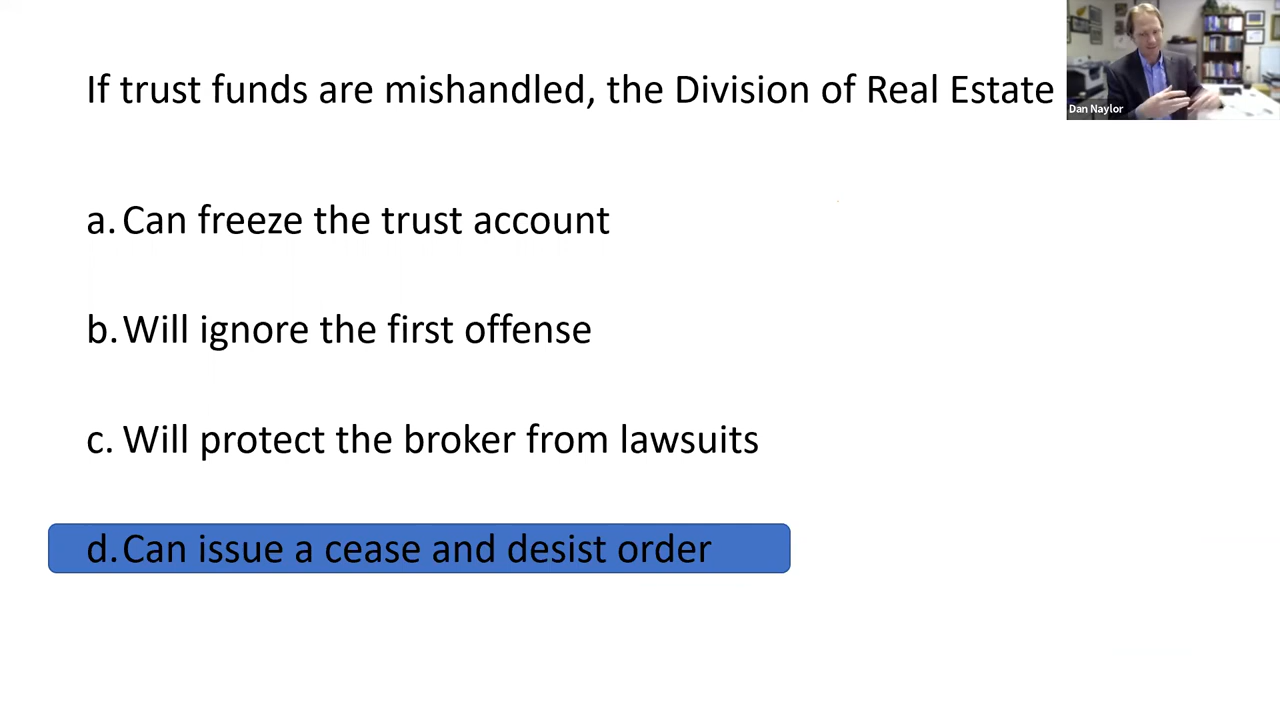 If trust funds are mishandled, the Division of Real Estate
Dan Naylor
a. Can freeze the trust account
b. Will ignore the first offense
c. Will protect the broker from lawsuits
d. Can issue a cease and desist order